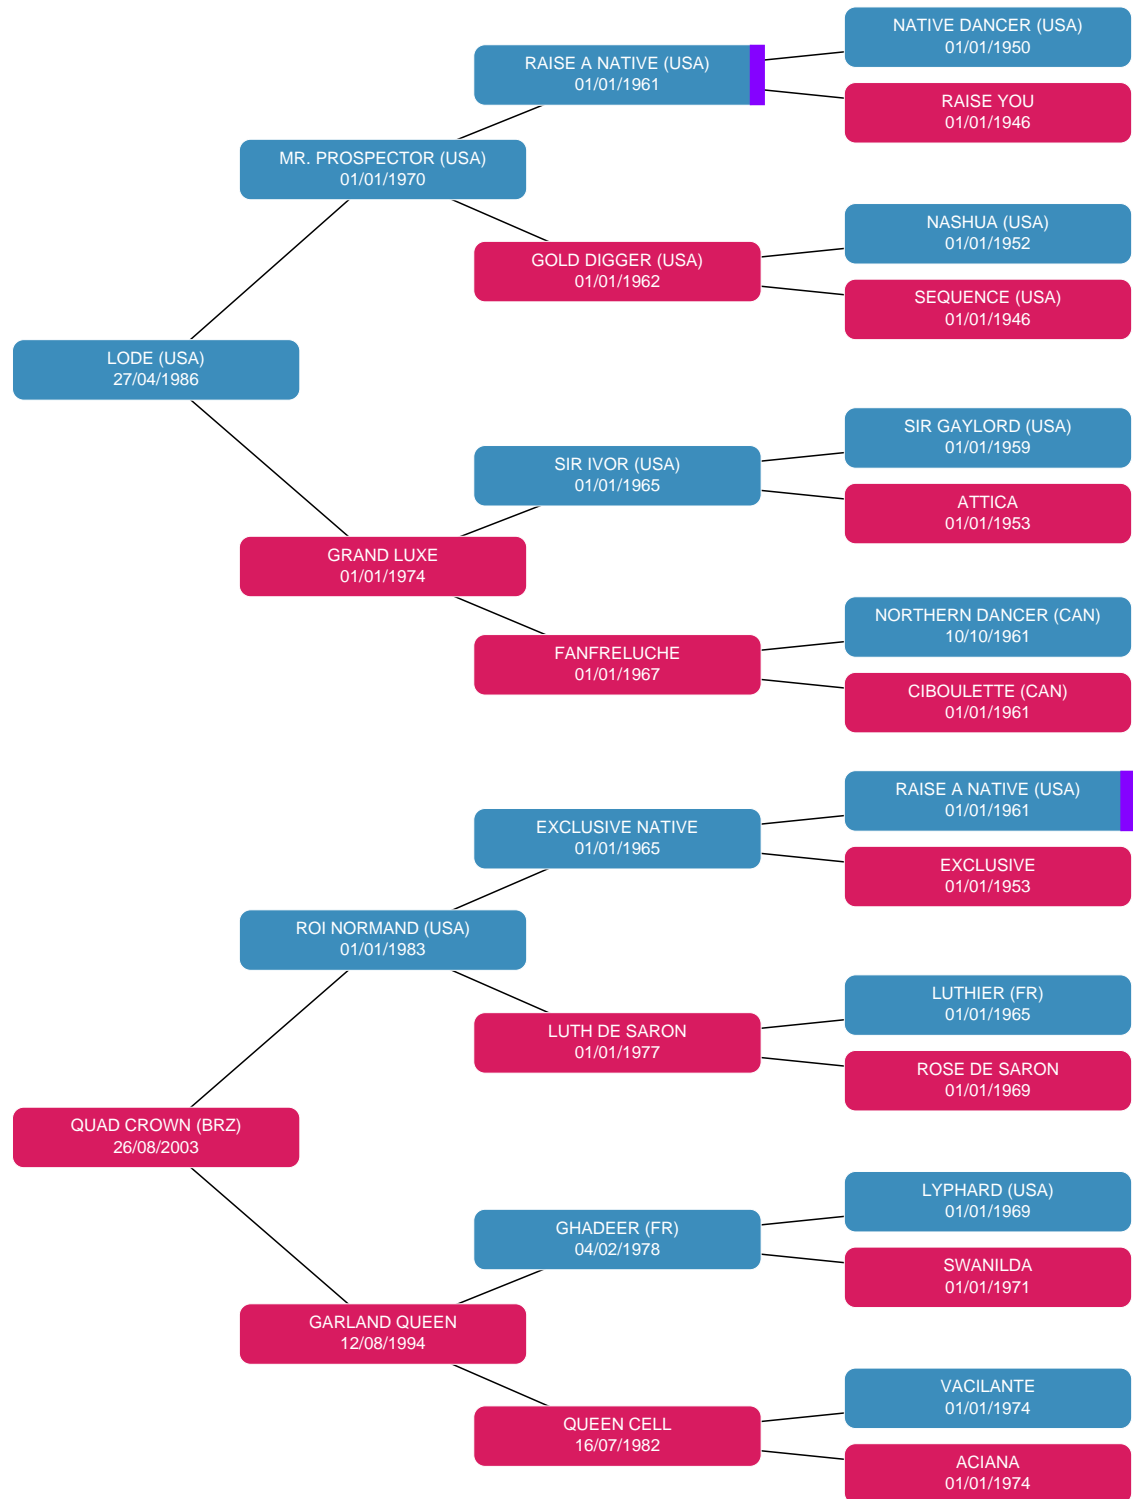 NATIVE DANCER (USA)
01/01/1950
RAISE A NATIVE (USA)
01/01/1961
RAISE YOU
01/01/1946
MR. PROSPECTOR (USA)
01/01/1970
NASHUA (USA)
01/01/1952
GOLD DIGGER (USA)
01/01/1962
SEQUENCE (USA)
01/01/1946
LODE (USA)
27/04/1986
SIR GAYLORD (USA)
01/01/1959
SIR IVOR (USA)
01/01/1965
ATTICA
01/01/1953
GRAND LUXE
01/01/1974
NORTHERN DANCER (CAN)
10/10/1961
FANFRELUCHE
01/01/1967
CIBOULETTE (CAN)
01/01/1961
RAISE A NATIVE (USA)
01/01/1961
EXCLUSIVE NATIVE
01/01/1965
EXCLUSIVE
01/01/1953
ROI NORMAND (USA)
01/01/1983
LUTHIER (FR)
01/01/1965
LUTH DE SARON
01/01/1977
ROSE DE SARON
01/01/1969
QUAD CROWN (BRZ)
26/08/2003
LYPHARD (USA)
01/01/1969
GHADEER (FR)
04/02/1978
SWANILDA
01/01/1971
GARLAND QUEEN
12/08/1994
VACILANTE
01/01/1974
QUEEN CELL
16/07/1982
ACIANA
01/01/1974